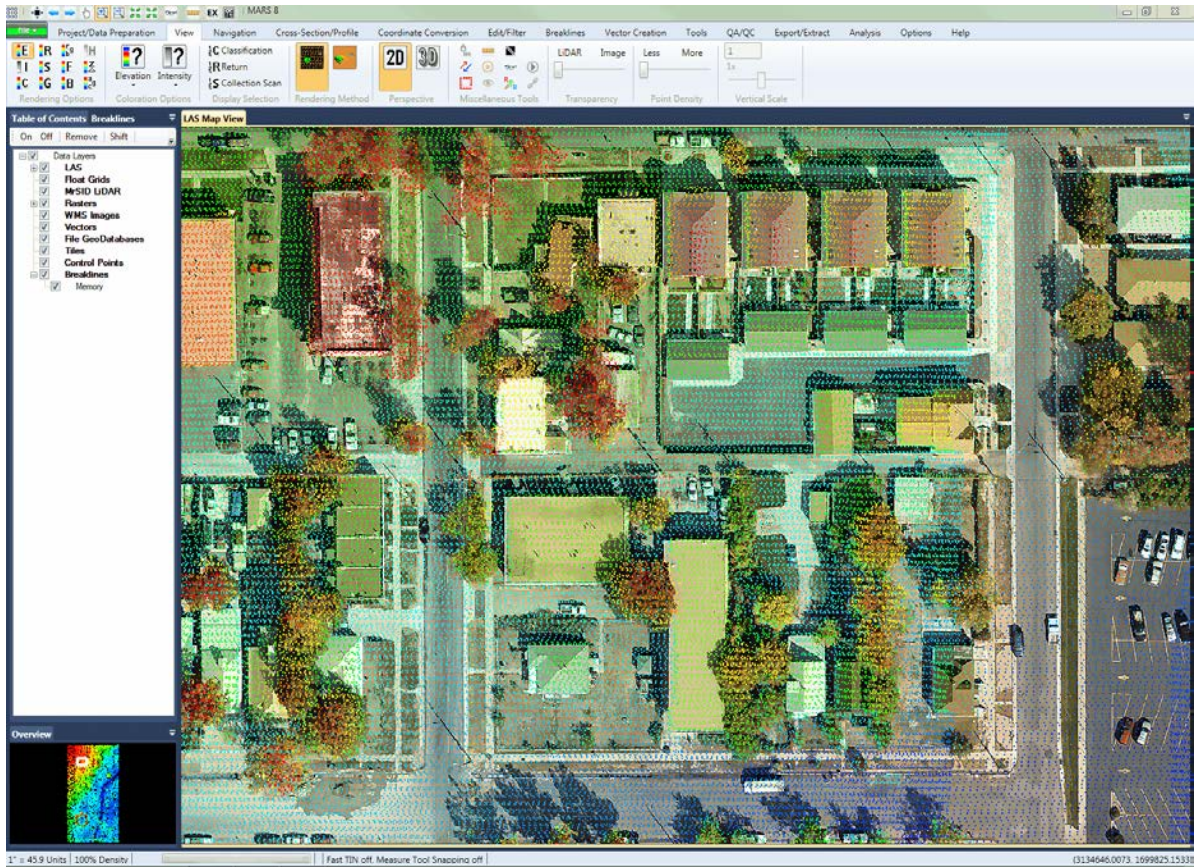 EX MARS 8
File Project/Data Preparation View Navigation Cross-Section/Profile Coordinate Conversion Edit/Filter Breaklines Vector Creation Tools QA/QC Export/Extract Analysis Options Help
E R H
I S F Z
C G B
Elevation Intensity
C Classification
R Return
S Collection Scan
2D 3D
LiDAR Image
Less More
1
1x
Rendering Options Coloration Options Display Selection Rendering Method Perspective Miscellaneous Tools Transparency Point Density Vertical Scale
Table of Contents Breaklines
LAS Map View
On Off Remove Shift
Data Layers
LAS
Float Grids
MrSID LiDAR
Rasters
WMS Images
Vectors
File GeoDatabases
Tiles
Control Points
Breaklines
Memory
Overview
1" = 45.9 Units 100% Density Fast TIN off, Measure Tool Snapping off